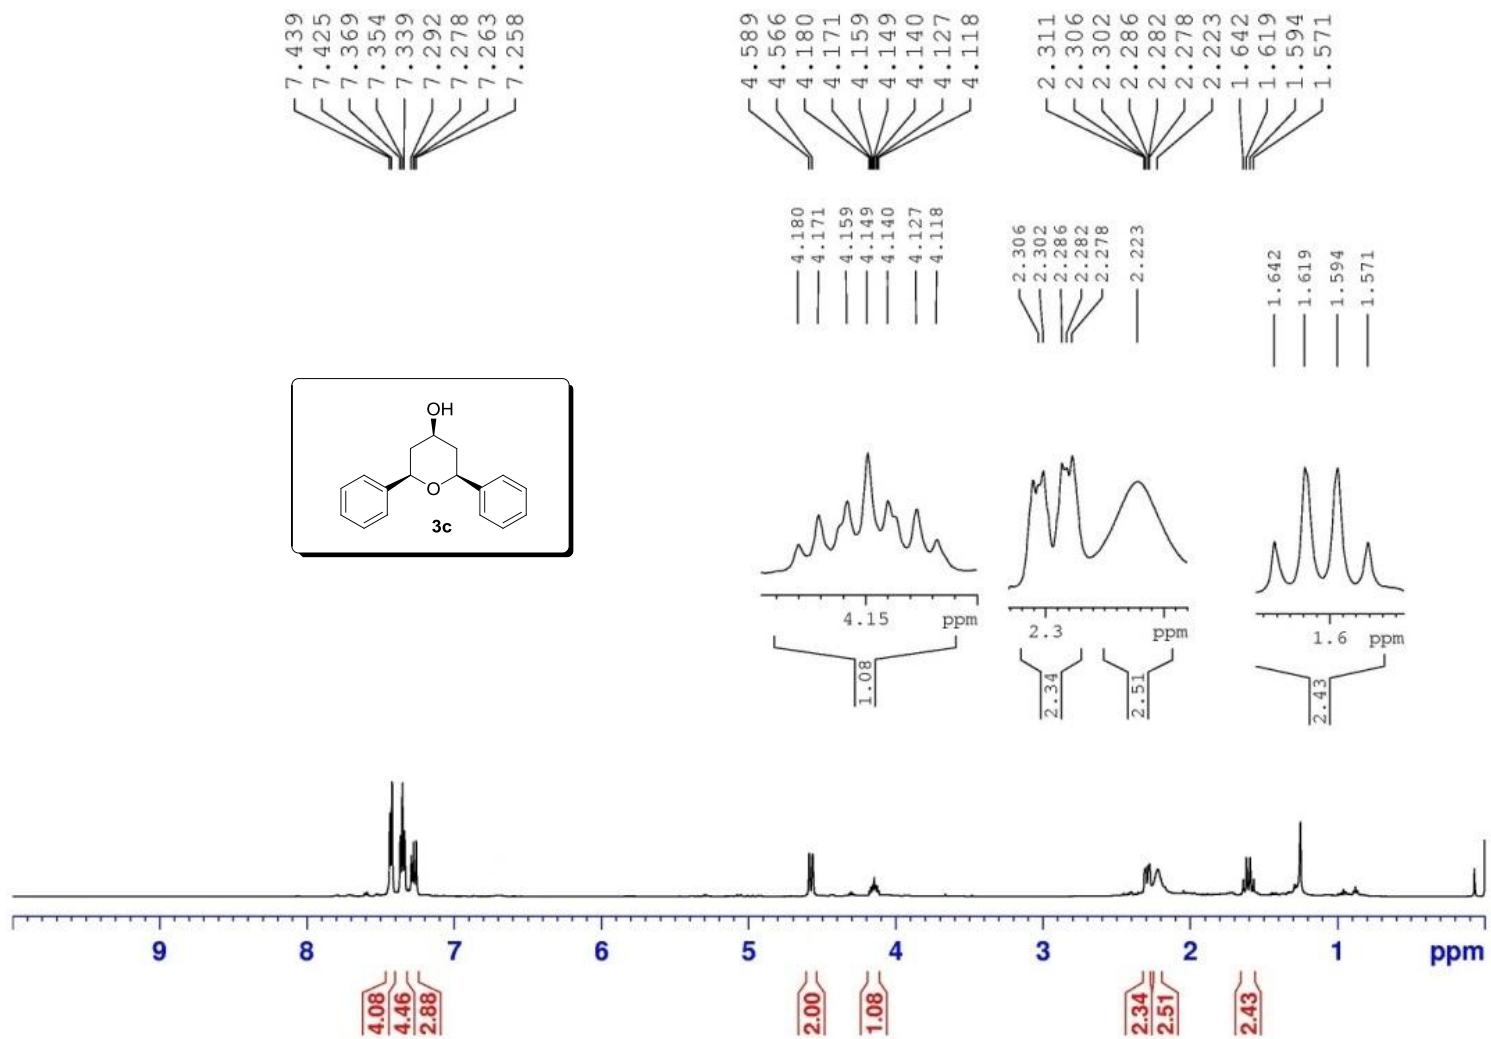 7.439 7.425 7.369 7.354 7.339 7.292 7.278 7.263 7.258 4.589 4.566 4.180 4.171 4.159 4.149 4.140 4.127 4.118 2.311 2.306 2.302 2.286 2.282 2.278 2.223 1.642 1.619 1.594 1.571
4.180 4.171 4.159 4.149 4.140 4.127 4.118 2.306 2.302 2.286 2.282 2.278 2.223 1.642 1.619 1.594 1.571
OH
O
3c
4.15 ppm 2.3 ppm 1.6 ppm
1.08 2.34 2.51 2.43
9 8 7 6 5 4 3 2 1 ppm
4.08 4.46 2.88 2.00 1.08 2.34 2.51 2.43